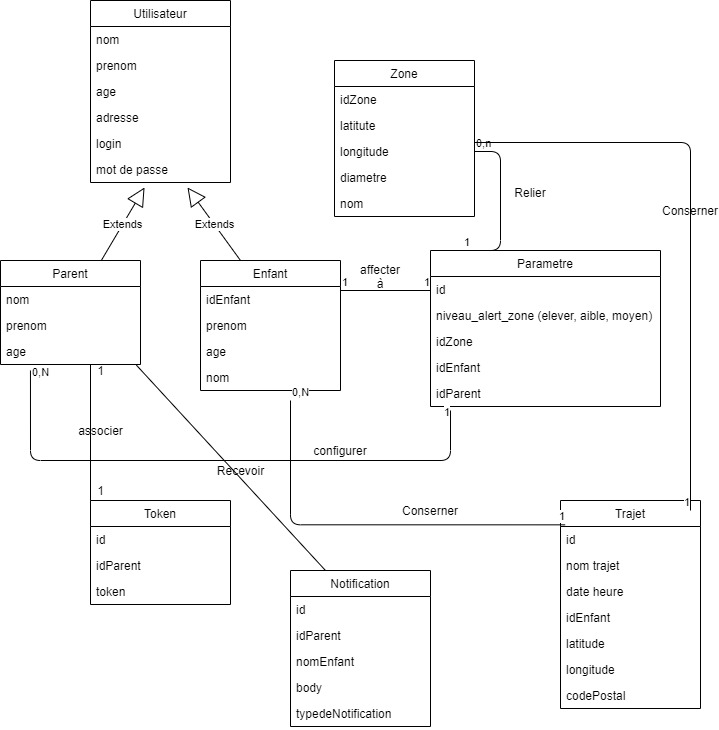 Utilisateur
nom
prenom
age
adresse
login
mot de passe
Zone
idZone
latitute
longitude
diametre
nom
0,n
Relier
Conserner
1
Extends
Extends
Parent
nom
prenom
age
Enfant
idEnfant
prenom
age
nom
affecter
à
1
1
Parametre
id
niveau_alert_zone (elever, aible, moyen)
idZone
idEnfant
idParent
0,N
1
0,N
1
associer
configurer
Recevoir
1
Conserner
1
1
Token
id
idParent
token
Trajet
id
nom trajet
date heure
idEnfant
latitude
longitude
codePostal
Notification
id
idParent
nomEnfant
body
typedeNotification